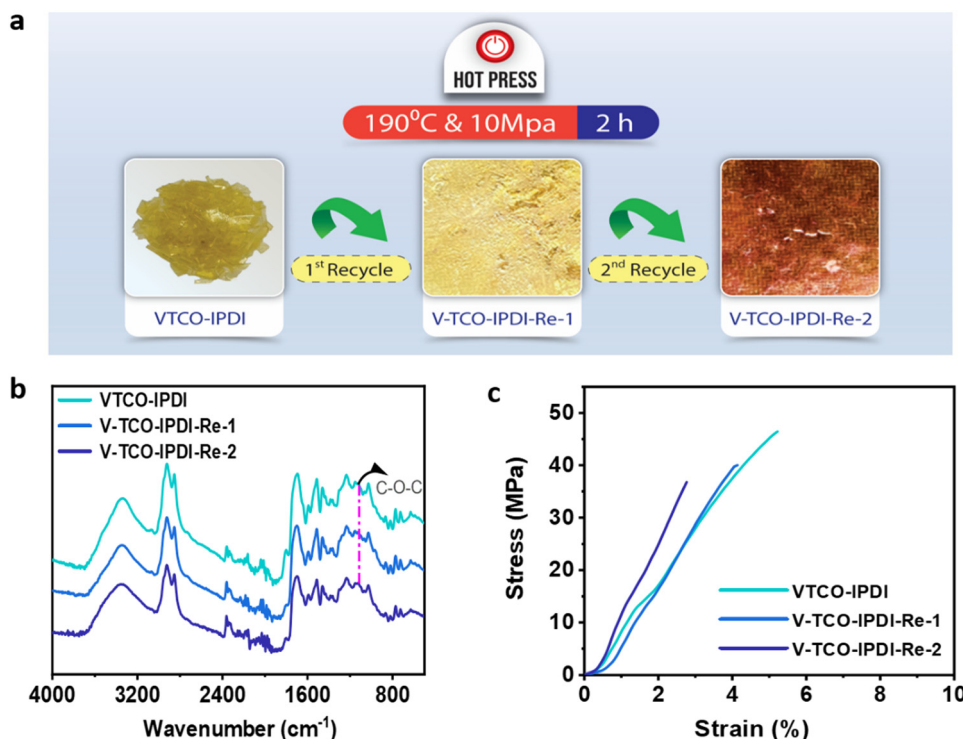 a
HOT PRESS
190⁰C & 10Mpa 2 h
1st Recycle
2nd Recycle
VTCO-IPDI
V-TCO-IPDI-Re-1
V-TCO-IPDI-Re-2
b
VTCO-IPDI
V-TCO-IPDI-Re-1
V-TCO-IPDI-Re-2
C-O-C
4000 3200 2400 1600 800
Wavenumber (cm⁻¹)
c
Stress (MPa)
50
40
30
20
10
0
VTCO-IPDI
V-TCO-IPDI-Re-1
V-TCO-IPDI-Re-2
0 2 4 6 8 10
Strain (%)